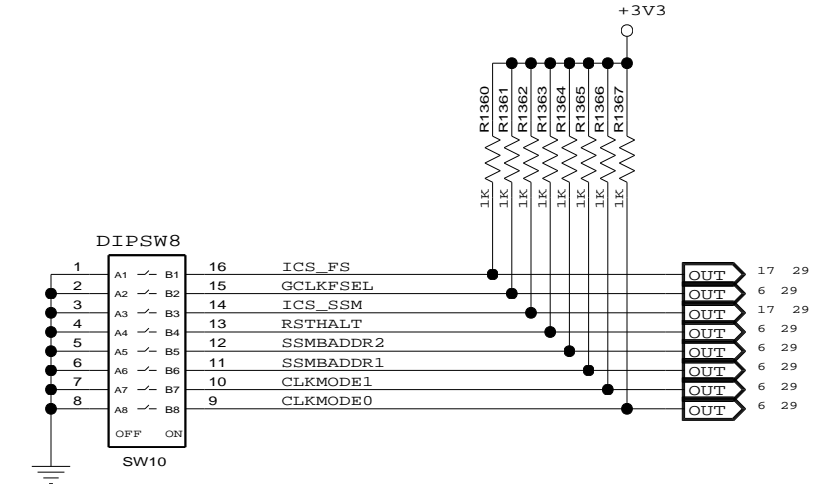 +3V3
R1360
R1361
R1362
R1363
R1364
R1365
R1366
R1367
1K
1K
1K
1K
1K
1K
1K
1K
DIPSW8
1 A1 B1 16 ICS_FS OUT 17 29
2 A2 B2 15 GCLKFSEL OUT 6 29
3 A3 B3 14 ICS_SSM OUT 17 29
4 A4 B4 13 RSTHALT OUT 6 29
5 A5 B5 12 SSMBADDR2 OUT 6 29
6 A6 B6 11 SSMBADDR1 OUT 6 29
7 A7 B7 10 CLKMODE1 OUT 6 29
8 A8 B8 9 CLKMODE0 OUT 6 29
OFF ON
SW10